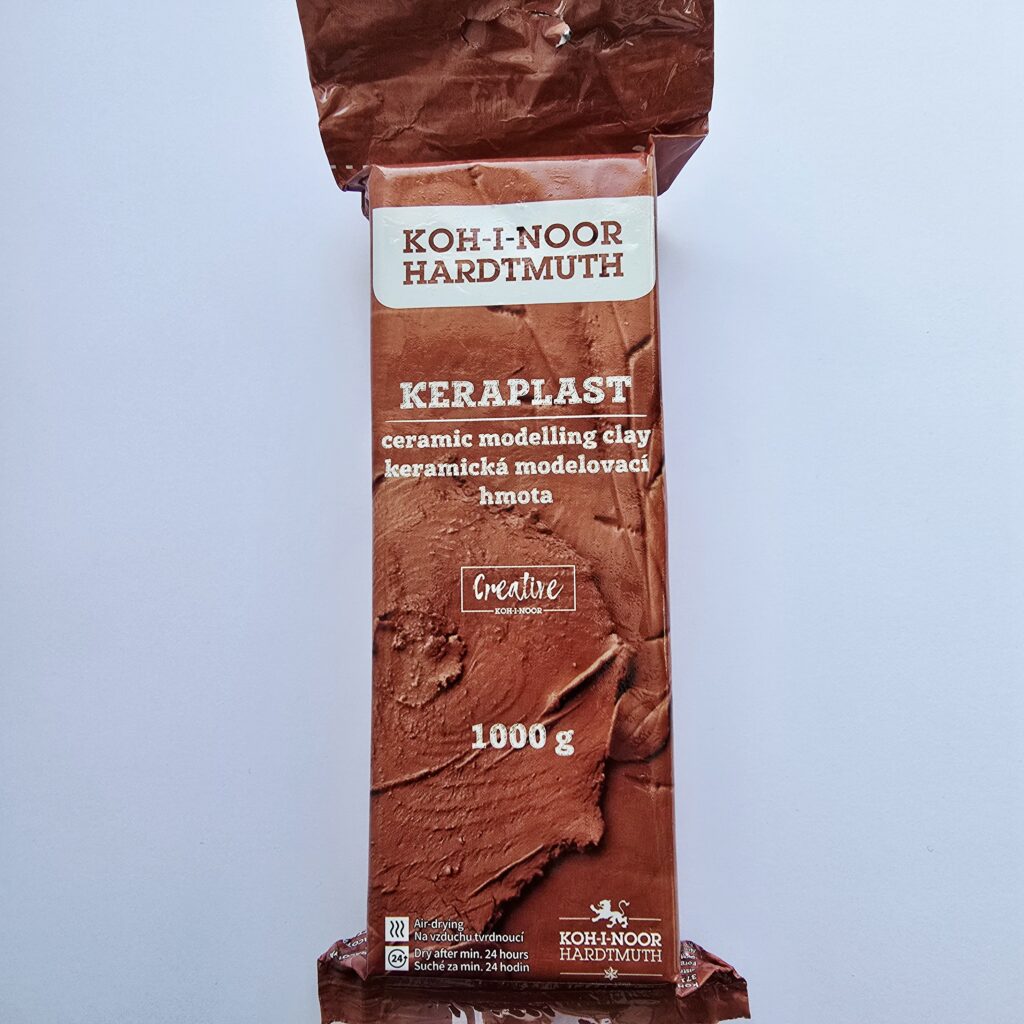 KOH-I-NOOR
HARDTMUTH
KERAPLAST
ceramic modelling clay
keramická modelovací
hmota
Creative
KOH-I-NOOR
1000 g
Air-drying
Na vzduchu tvrdnoucí
24+
Dry after min. 24 hours
Suché za min. 24 hodin
KOH-I-NOOR
HARDTMUTH